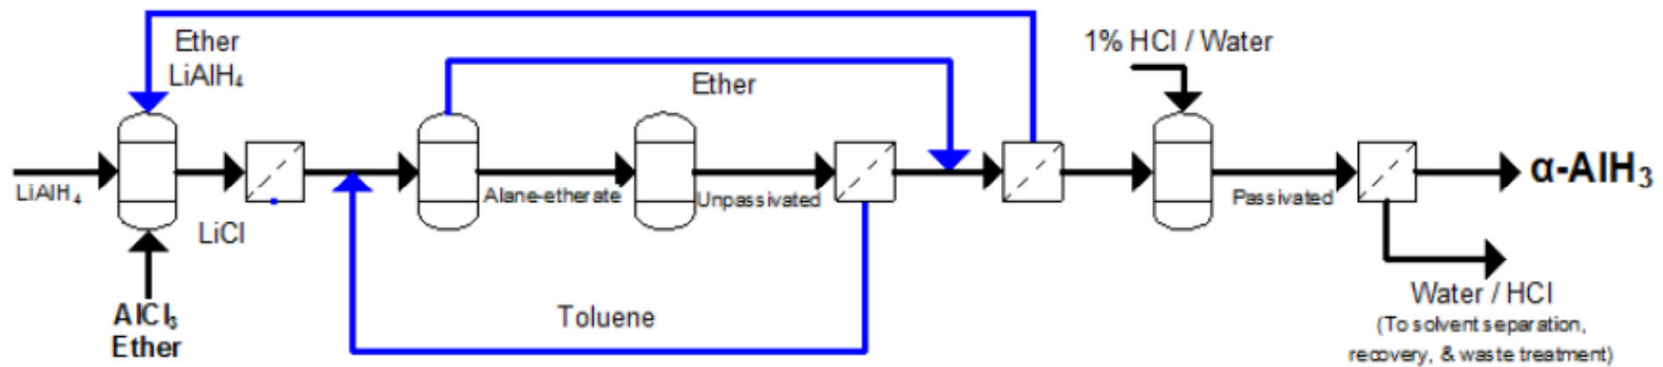 Ether
LiAlH₄
Ether
1% HCl / Water
LiAlH₄
LiCl
Alane-etherate
Unpassivated
Passivated
α-AlH₃
AlCl₃
Ether
Toluene
Water / HCl
(To solvent separation,
recovery, & waste treatment)